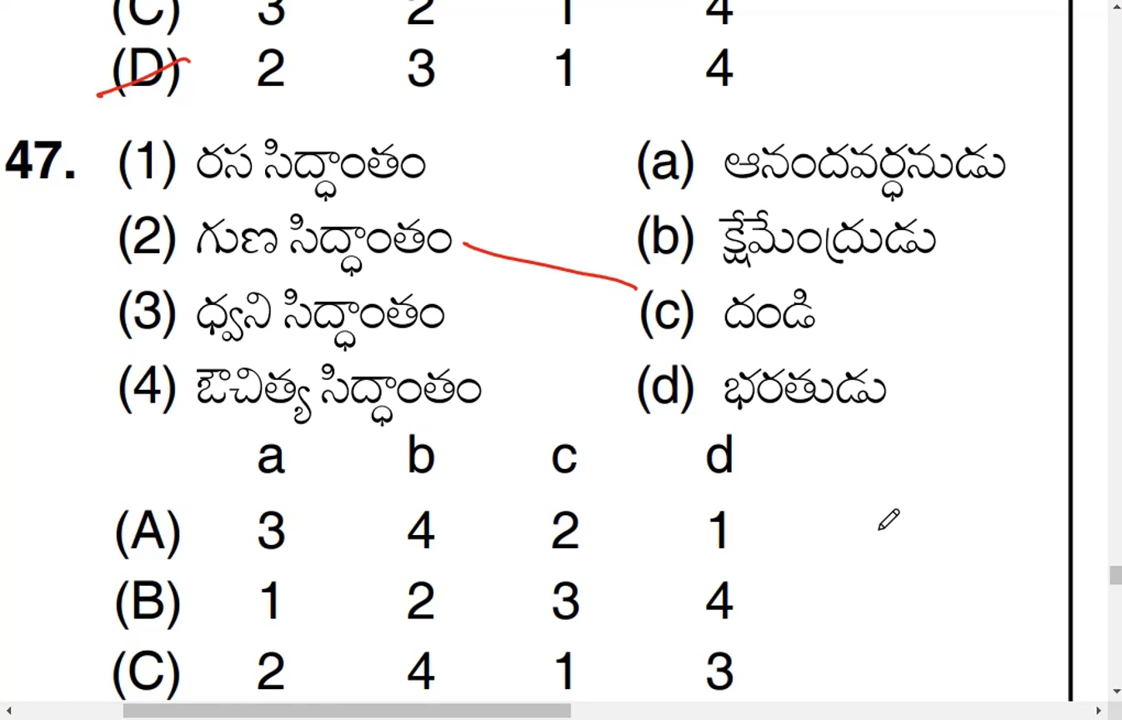 (C) 3 2 1 4
(D) 2 3 1 4
47. (1) రస సిద్ధాంతం (a) ఆనందవర్ధనుడు
(2) గుణ సిద్ధాంతం (b) క్షేమేంద్రుడు
(3) ధ్వని సిద్ధాంతం (c) దండి
(4) ఔచిత్య సిద్ధాంతం (d) భరతుడు
a b c d
(A) 3 4 2 1
(B) 1 2 3 4
(C) 2 4 1 3